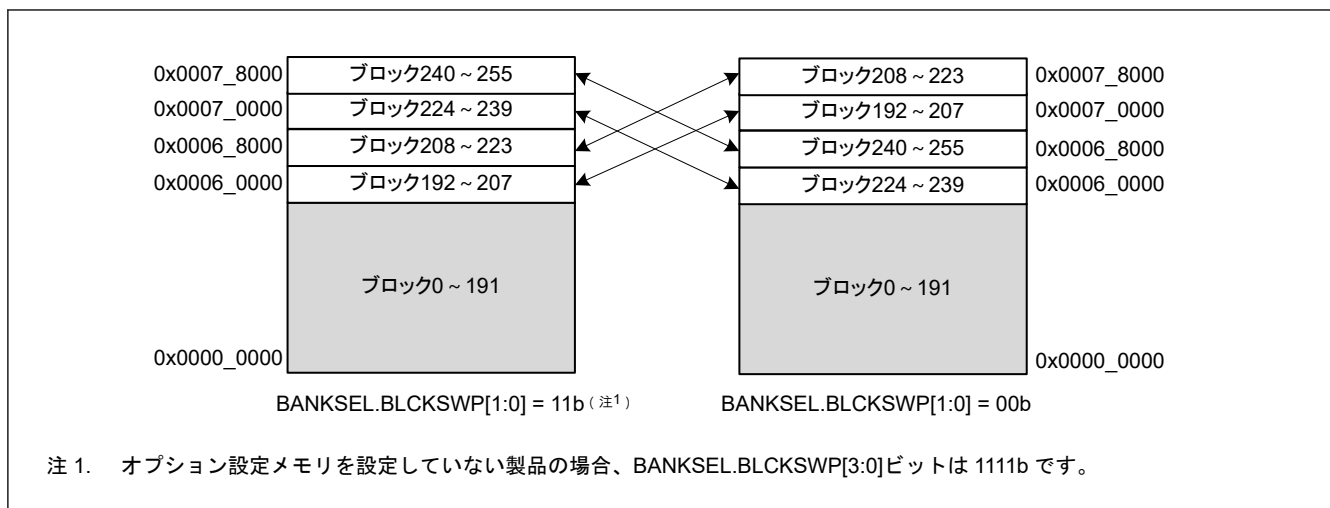 0x0007_8000 ブロック240 ~ 255 ブロック208 ~ 223 0x0007_8000
0x0007_0000 ブロック224 ~ 239 ブロック192 ~ 207 0x0007_0000
0x0006_8000 ブロック208 ~ 223 ブロック240 ~ 255 0x0006_8000
0x0006_0000 ブロック192 ~ 207 ブロック224 ~ 239 0x0006_0000
ブロック0 ~ 191 ブロック0 ~ 191
0x0000_0000 0x0000_0000
BANKSEL.BLCKSWP[1:0] = 11b(注1) BANKSEL.BLCKSWP[1:0] = 00b
注 1. オプション設定メモリを設定していない製品の場合、BANKSEL.BLCKSWP[3:0]ビットは 1111b です。